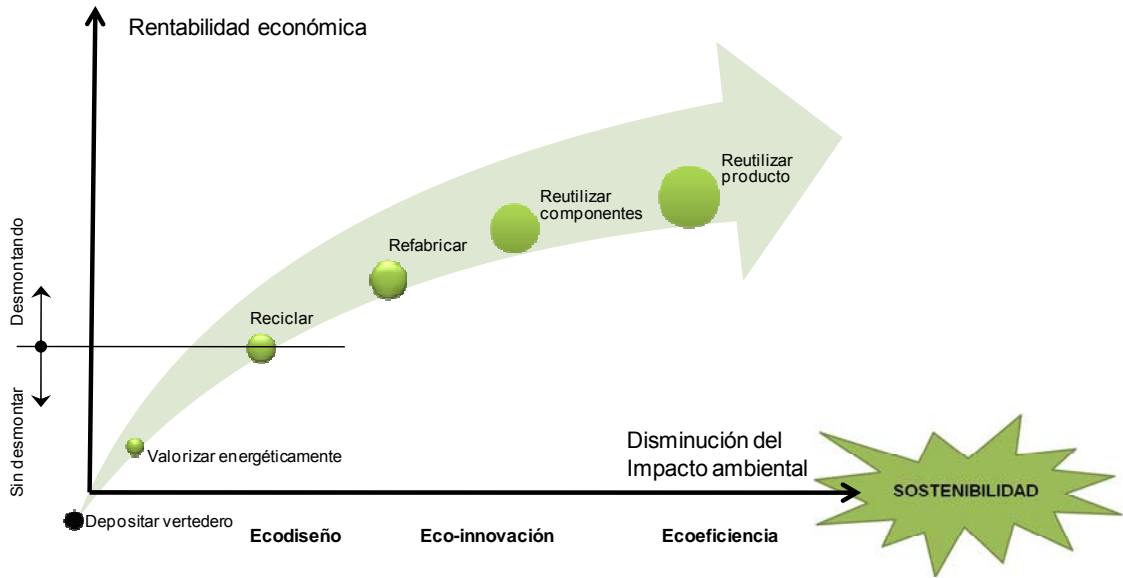 Rentabilidad económica
Reutilizar
producto
Reutilizar
componentes
Refabricar
Desmontando
Reciclar
Sin desmontar
Valorizar energéticamente
Disminución del
Impacto ambiental
SOSTENIBILIDAD
Depositar vertedero
Ecodiseño
Eco-innovación
Ecoeficiencia